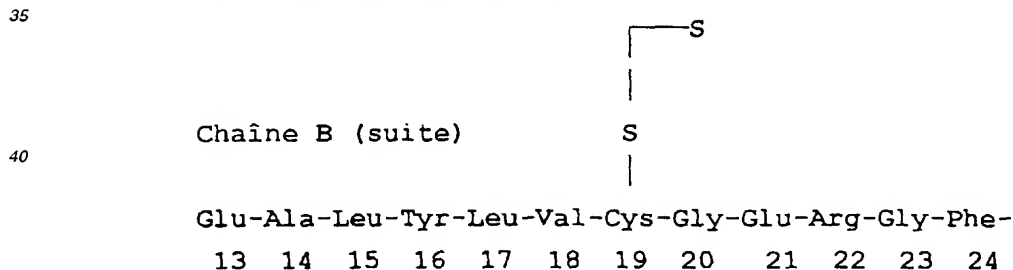 35
S
Chaîne B (suite) S
40
Glu-Ala-Leu-Tyr-Leu-Val-Cys-Gly-Glu-Arg-Gly-Phe-
13 14 15 16 17 18 19 20 21 22 23 24